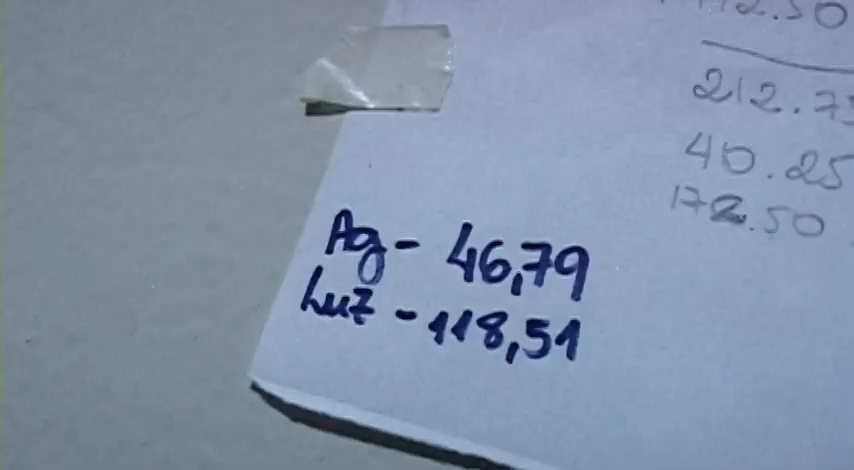 212.75
40.25
172.50
Ag - 46,79
Luz - 118,51